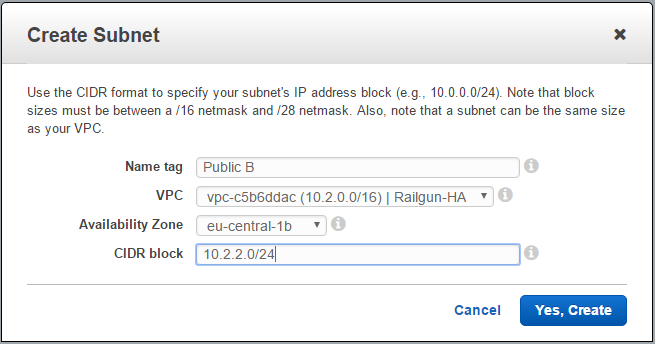 Create Subnet
Use the CIDR format to specify your subnet's IP address block (e.g., 10.0.0.0/24). Note that block
sizes must be between a /16 netmask and /28 netmask. Also, note that a subnet can be the same size
as your VPC.
Name tag Public B
VPC vpc-c5b6ddac (10.2.0.0/16) | Railgun-HA
Availability Zone eu-central-1b
CIDR block 10.2.2.0/24
Cancel Yes, Create